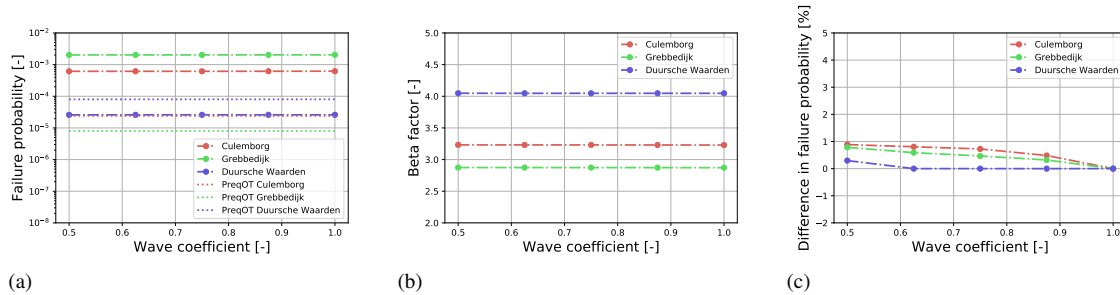 Failure probability [-]
10⁻²
10⁻³
10⁻⁴
10⁻⁵
10⁻⁶
10⁻⁷
10⁻⁸
Culemborg
Grebbedijk
Duursche Waarden
PreqOT Culemborg
PreqOT Grebbedijk
PreqOT Duursche Waarden
0.5 0.6 0.7 0.8 0.9 1.0
Wave coefficient [-]
(a)
Beta factor [-]
5.0
4.5
4.0
3.5
3.0
2.5
2.0
Culemborg
Grebbedijk
Duursche Waarden
0.5 0.6 0.7 0.8 0.9 1.0
Wave coefficient [-]
(b)
Difference in failure probability [%]
5
4
3
2
1
0
−1
−2
Culemborg
Grebbedijk
Duursche Waarden
0.5 0.6 0.7 0.8 0.9 1.0
Wave coefficient [-]
(c)